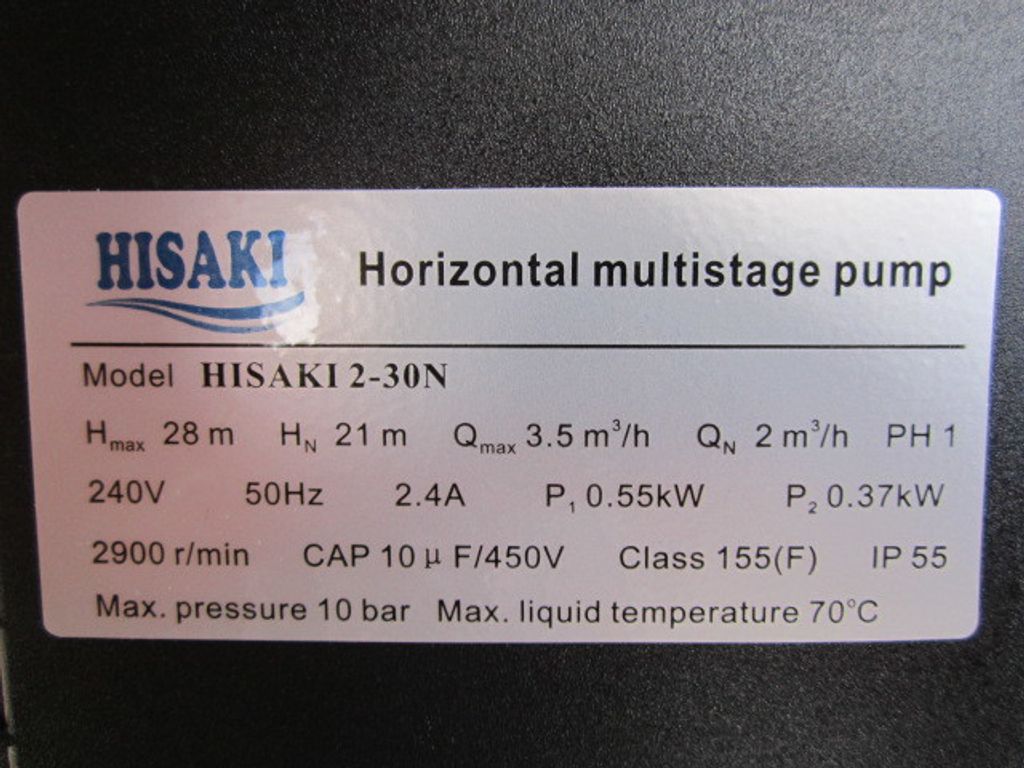 HISAKI Horizontal multistage pump
Model HISAKI 2-30N
Hmax 28 m HN 21 m Qmax 3.5 m³/h QN 2 m³/h PH 1
240V 50Hz 2.4A P₁ 0.55kW P₂ 0.37kW
2900 r/min CAP 10 μ F/450V Class 155(F) IP 55
Max. pressure 10 bar Max. liquid temperature 70°C